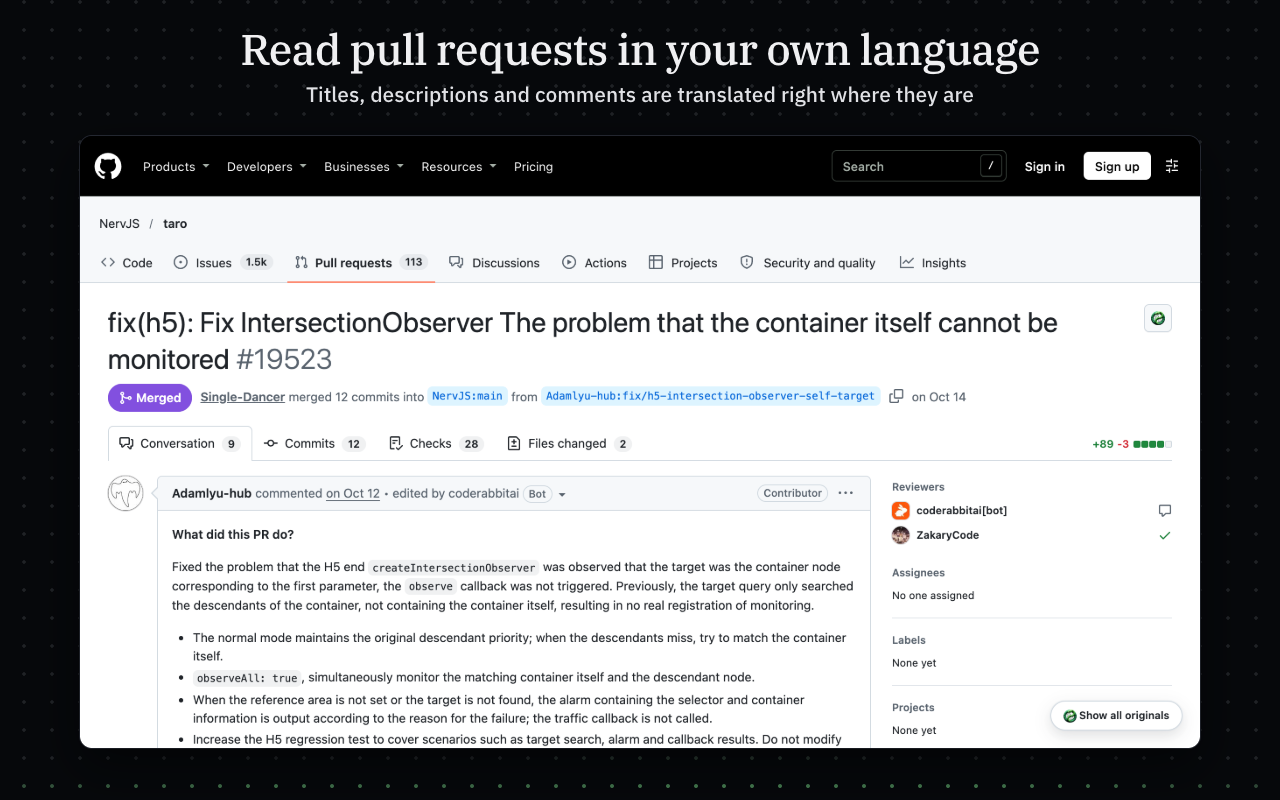 Read pull requests in your own language
Titles, descriptions and comments are translated right where they are
Products Developers Businesses Resources Pricing Search / Sign in Sign up
NervJS / taro
Code Issues 1.5k Pull requests 113 Discussions Actions Projects Security and quality Insights
fix(h5): Fix IntersectionObserver The problem that the container itself cannot be
monitored #19523
Merged Single-Dancer merged 12 commits into NervJS:main from Adamlyu-hub:fix/h5-intersection-observer-self-target on Oct 14
Conversation 9 Commits 12 Checks 28 Files changed 2 +89 -3
Adamlyu-hub commented on Oct 12 • edited by coderabbitai Bot Contributor
What did this PR do?
Fixed the problem that the H5 end createIntersectionObserver was observed that the target was the container node
corresponding to the first parameter, the observe callback was not triggered. Previously, the target query only searched
the descendants of the container, not containing the container itself, resulting in no real registration of monitoring.
• The normal mode maintains the original descendant priority; when the descendants miss, try to match the container
itself.
• observeAll: true , simultaneously monitor the matching container itself and the descendant node.
• When the reference area is not set or the target is not found, the alarm containing the selector and container
information is output according to the reason for the failure; the traffic callback is not called.
• Increase the H5 regression test to cover scenarios such as target search, alarm and callback results. Do not modify
Reviewers
coderabbitai[bot]
ZakaryCode
Assignees
No one assigned
Labels
None yet
Projects
None yet
Show all originals